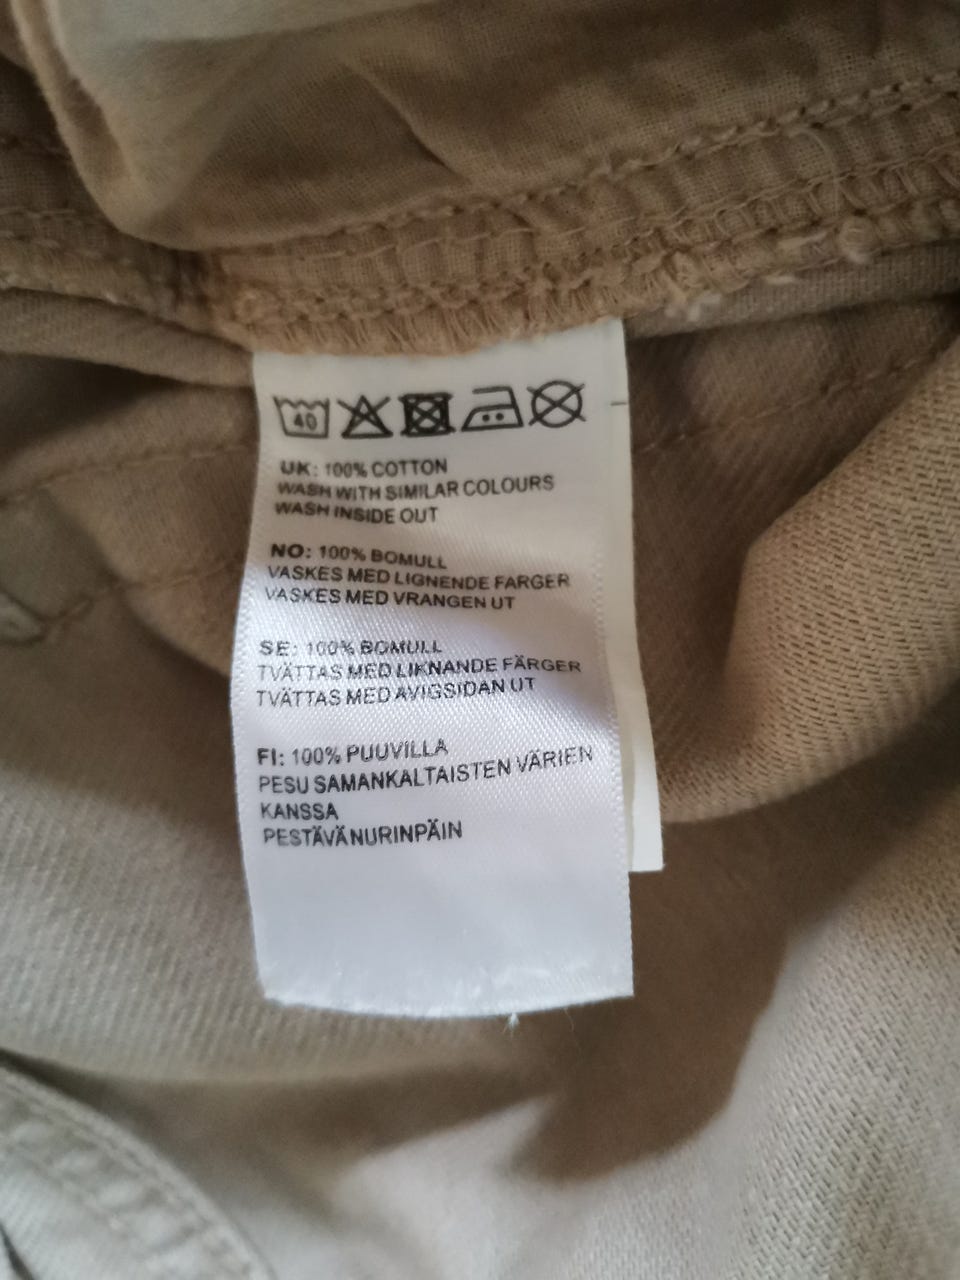 40
UK: 100% COTTON
WASH WITH SIMILAR COLOURS
WASH INSIDE OUT
NO: 100% BOMULL
VASKES MED LIGNENDE FARGER
VASKES MED VRANGEN UT
SE: 100% BOMULL
TVÄTTAS MED LIKNANDE FÄRGER
TVÄTTAS MED AVIGSIDAN UT
FI: 100% PUUVILLA
PESU SAMANKALTAISTEN VÄRIEN
KANSSA
PESTÄVÄ NURINPÄIN